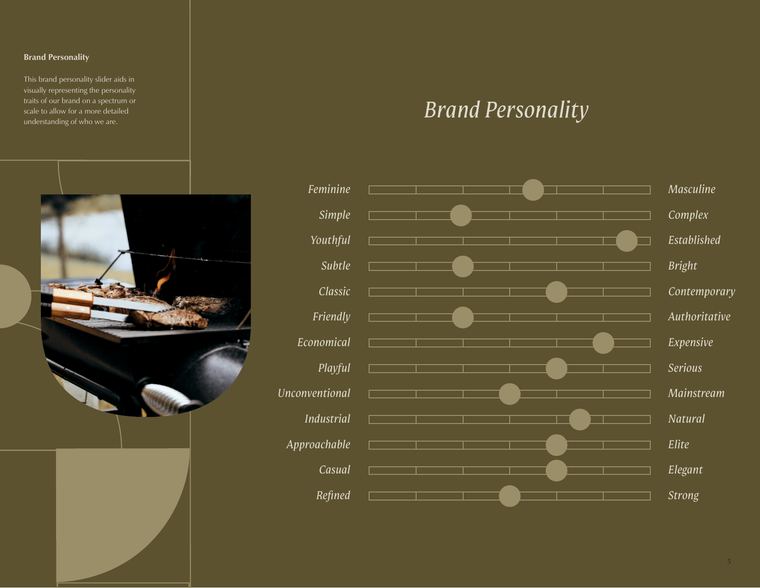 Brand Personality
This brand personality slider aids in
visually representing the personality
traits of our brand on a spectrum or
scale to allow for a more detailed
understanding of who we are.
Brand Personality
Feminine Masculine
Simple Complex
Youthful Established
Subtle Bright
Classic Contemporary
Friendly Authoritative
Economical Expensive
Playful Serious
Unconventional Mainstream
Industrial Natural
Approachable Elite
Casual Elegant
Refined Strong
5